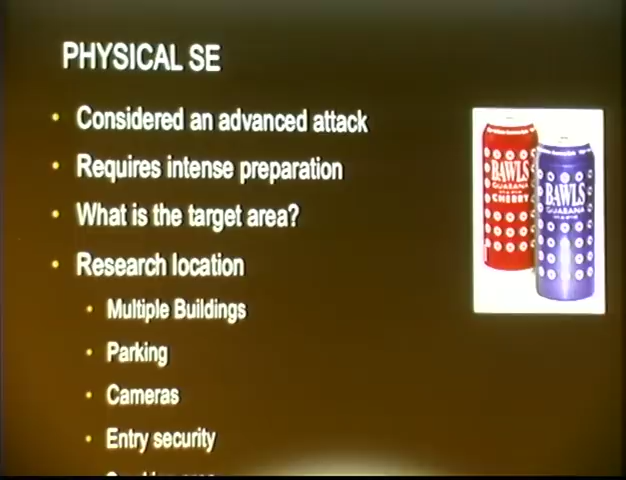 PHYSICAL SE
• Considered an advanced attack
• Requires intense preparation
• What is the target area?
• Research location
• Multiple Buildings
• Parking
• Cameras
• Entry security
BAWLS
GUARANA
CHERRY
BAWLS
GUARANA